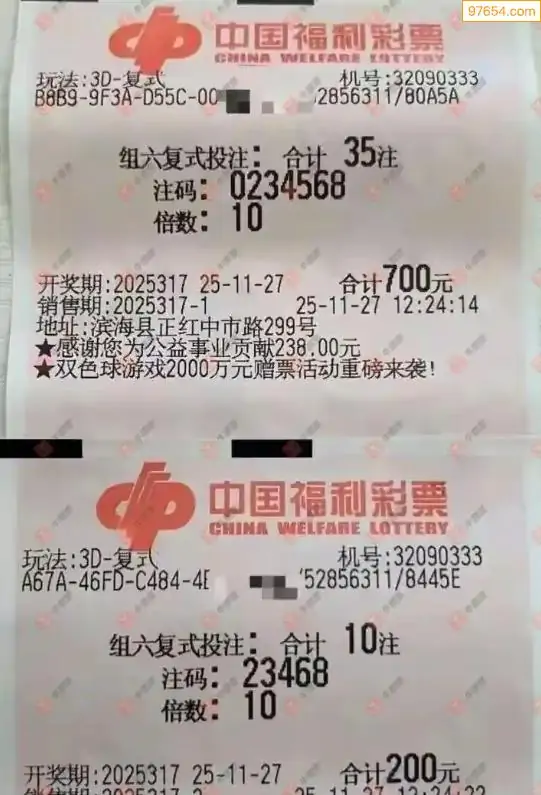 97654.com
中国福利彩票
CHINA WELFARE LOTTERY
玩法:3D-复式 机号:32090333
B8B9-9F3A-D55C-00 52856311/80A5A
组六复式投注: 合计 35注
注码: 0234568
倍数: 10
开奖期:2025317 25-11-27 合计700元
销售期:2025317-1 25-11-27 12:24:14
地址:滨海县正红中市路299号
★感谢您为公益事业贡献238.00元
★双色球游戏2000万元赠票活动重磅来袭!
中国福利彩票
CHINA WELFARE LOTTERY
玩法:3D-复式 机号:32090333
A67A-46FD-C484-4E 52856311/8445E
组六复式投注: 合计 10注
注码: 23468
倍数: 10
开奖期:2025317 25-11-27 合计200元